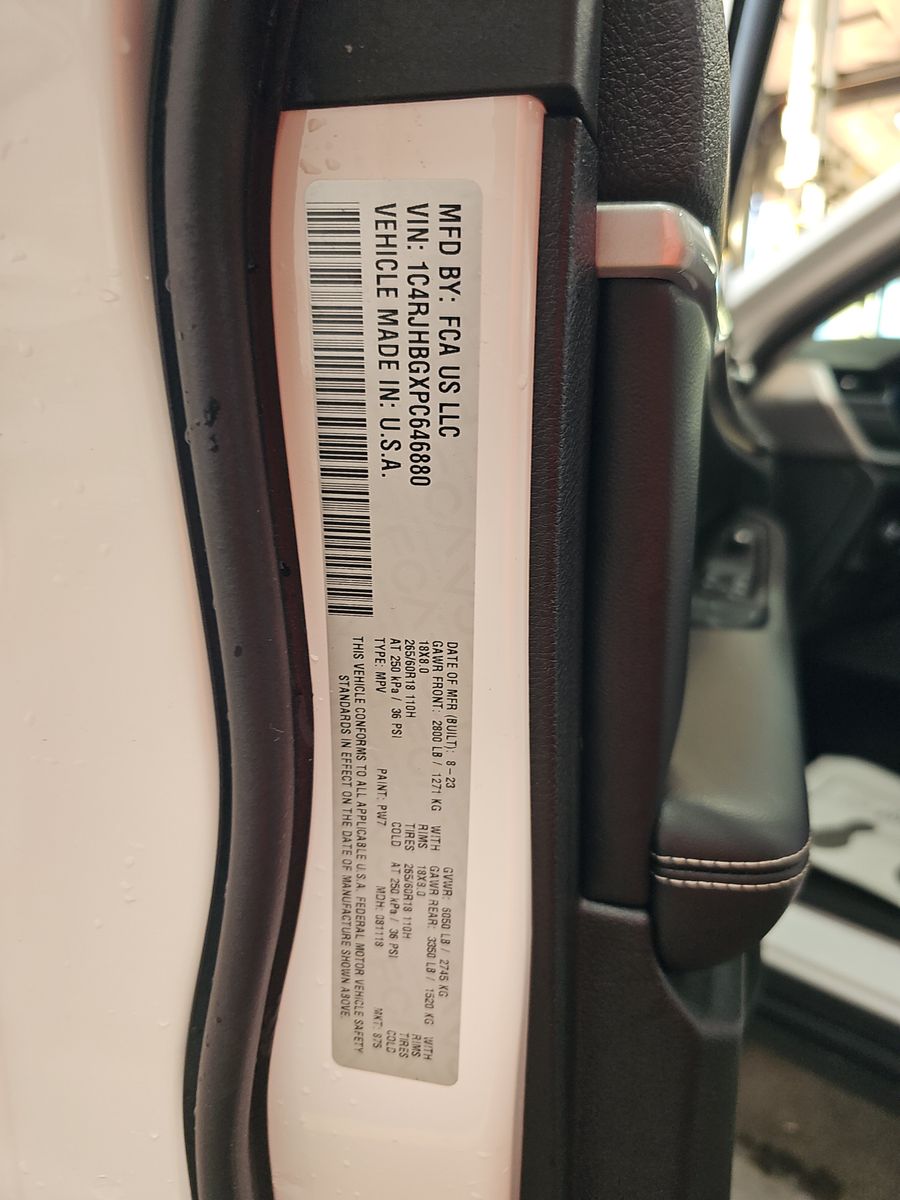 MFD BY: FCA US LLC
VIN: 1C4RJHBGXPC646880
VEHICLE MADE IN: U.S.A.
DATE OF MFR (BUILT): 8-23 GVWR: 6050 LB / 2745 KG
GAWR FRONT: 2800 LB / 1271 KG WITH GAWR REAR: 3350 LB / 1520 KG WITH
18X8.0 RIMS 18X8.0 RIMS
265/60R18 110H TIRES 265/60R18 110H TIRES
AT 250 kPa / 36 PSI COLD AT 250 kPa / 36 PSI COLD
TYPE: MPV PAINT: PW7 MDH: 081118 MKT: 87S
THIS VEHICLE CONFORMS TO ALL APPLICABLE U.S.A. FEDERAL MOTOR VEHICLE SAFETY
STANDARDS IN EFFECT ON THE DATE OF MANUFACTURE SHOWN ABOVE.